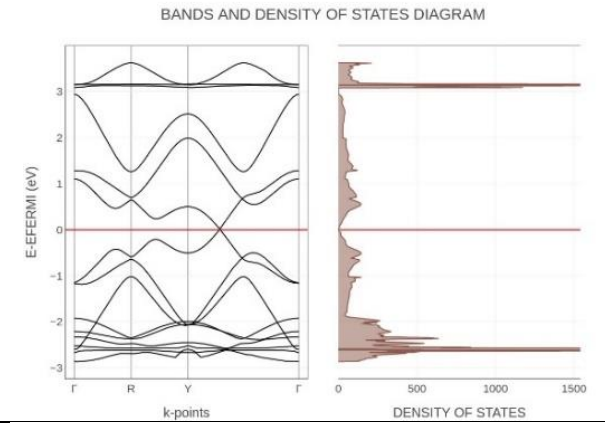 BANDS AND DENSITY OF STATES DIAGRAM
E-EFERMI (eV)
3
2
1
0
−1
−2
−3
Γ R Y Γ
k-points
0 500 1000 1500
DENSITY OF STATES